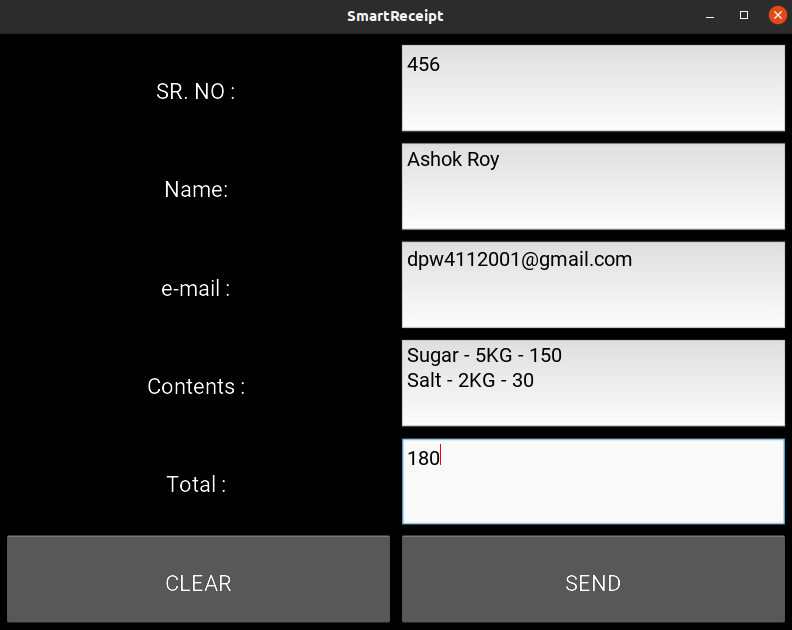 SmartReceipt
SR. NO :
456
Name:
Ashok Roy
e-mail :
dpw4112001@gmail.com
Contents :
Sugar - 5KG - 150
Salt - 2KG - 30
Total :
180
CLEAR
SEND